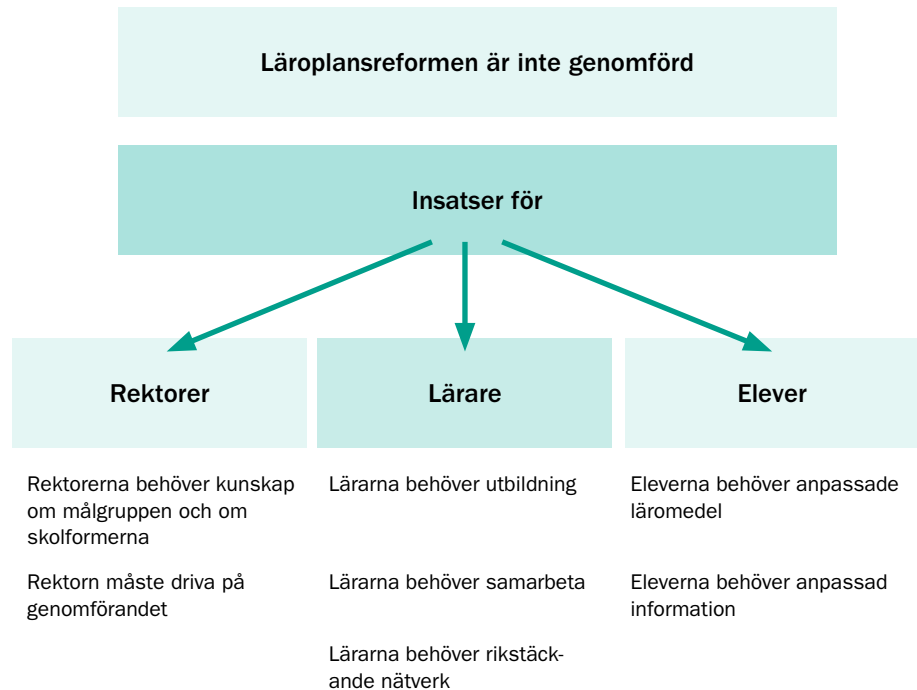 Läroplansreformen är inte genomförd
Insatser för
Rektorer
Rektorerna behöver kunskap
om målgruppen och om
skolformerna
Rektorn måste driva på
genomförandet
Lärare
Lärarna behöver utbildning
Lärarna behöver samarbeta
Lärarna behöver rikstäck-
ande nätverk
Elever
Eleverna behöver anpassade
läromedel
Eleverna behöver anpassad
information